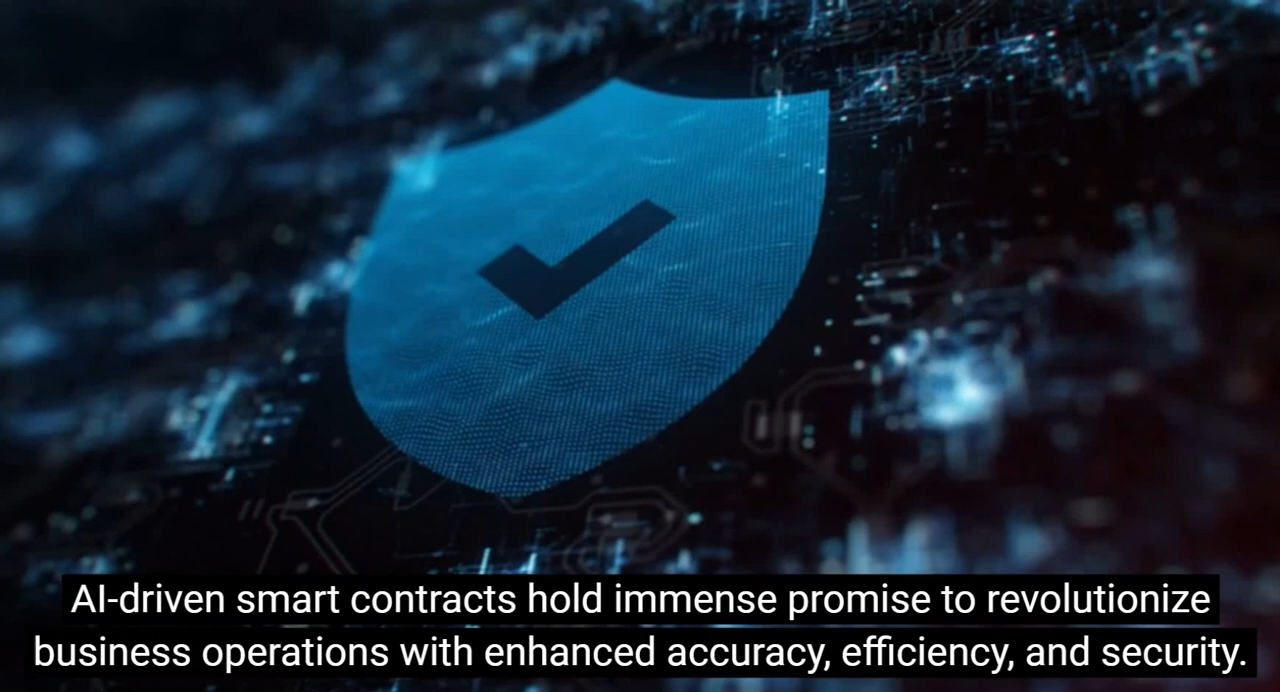 AI-driven smart contracts hold immense promise to revolutionize
business operations with enhanced accuracy, efficiency, and security.